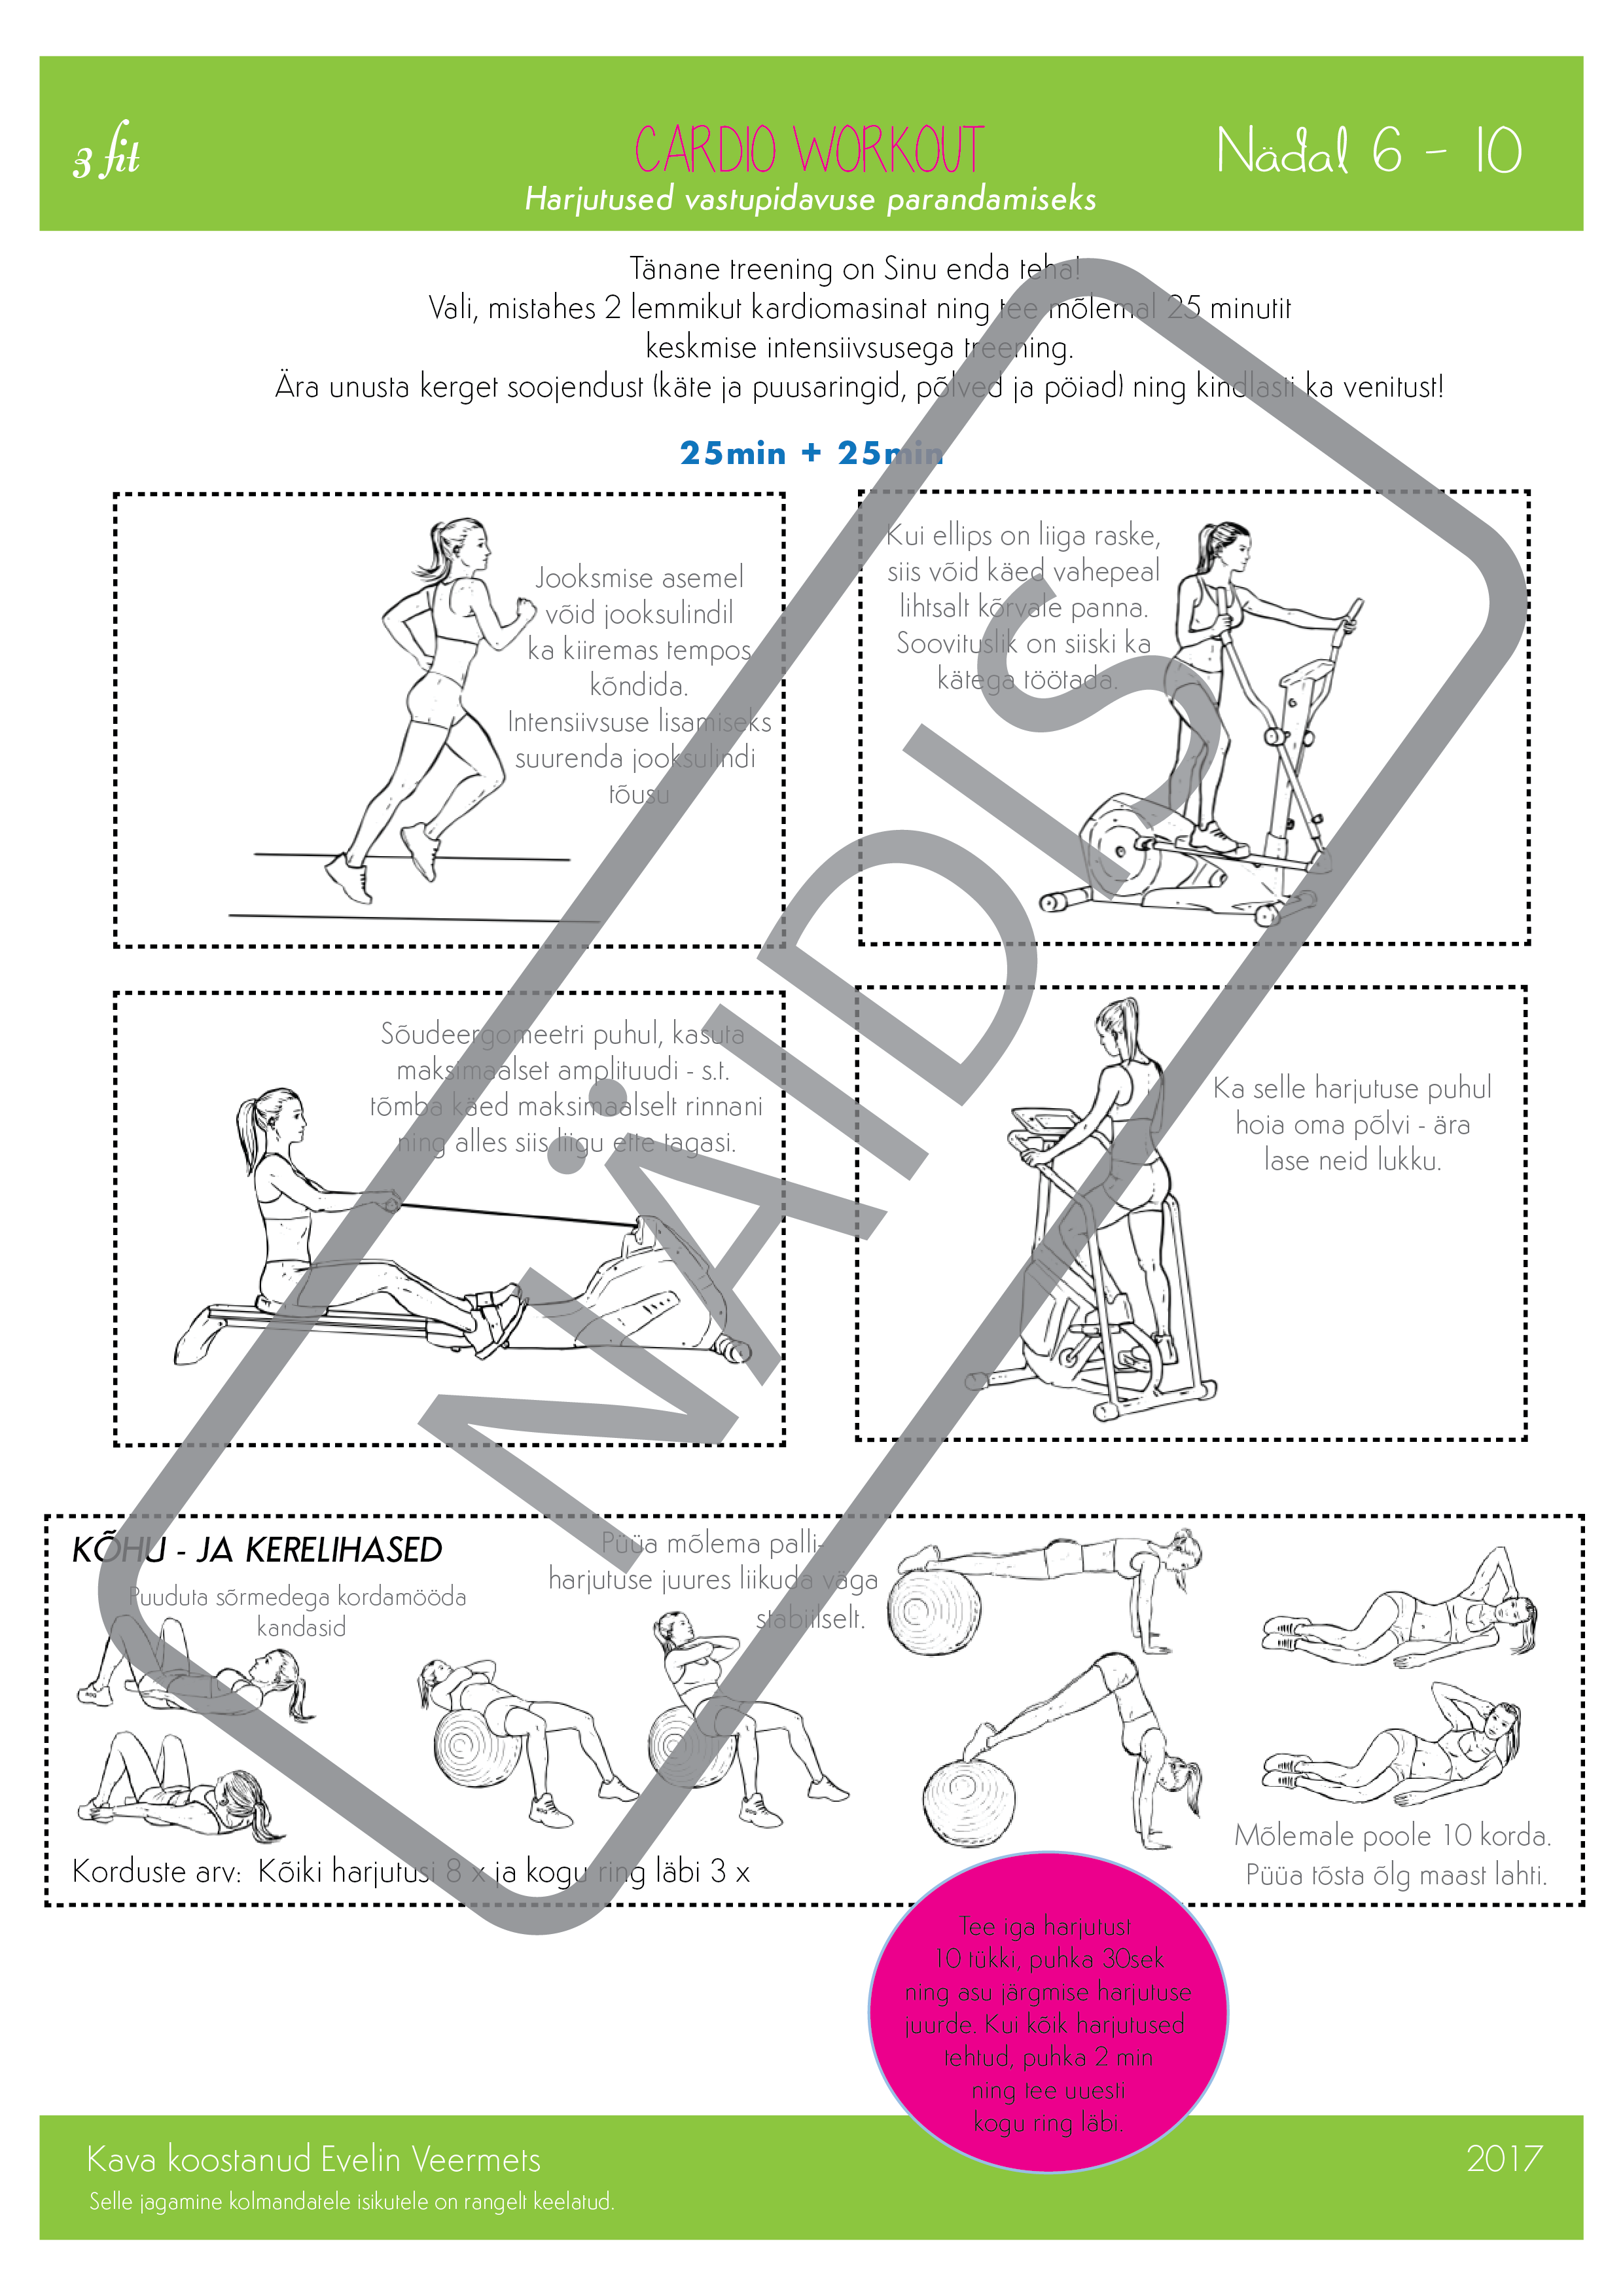 3 fit
CARDIO WORKOUT
Nädal 6 - 10
Harjutused vastupidavuse parandamiseks
Tänane treening on Sinu enda teha!
Vali, mistahes 2 lemmikut kardiomasinat ning tee mõlemal 25 minutit
keskmise intensiivsusega treening.
Ära unusta kerget soojendust (käte ja puusaringid, põlved ja pöiad) ning kindlasti ka venitust!
25min + 25min
Jooksmise asemel
võid jooksulindil
ka kiiremas tempos
kõndida.
Intensiivsuse lisamiseks
suurenda jooksulindi
tõusu
Kui ellips on liiga raske,
siis võid käed vahepeal
lihtsalt kõrvale panna.
Soovituslik on siiski ka
kätega töötada.
Sõudeergomeetri puhul, kasuta
maksimaalset amplituudi - s.t.
tõmba käed maksimaalselt rinnani
ning alles siis liigu ette tagasi.
Ka selle harjutuse puhul
hoia oma põlvi - ära
lase neid lukku.
NÄIDIS
KÕHU - JA KERELIHASED
Puuduta sõrmedega kordamööda
kandasid
Püüa mõlema palli-
harjutuse juures liikuda väga
stabiilselt.
Mõlemale poole 10 korda.
Püüa tõsta õlg maast lahti.
Korduste arv: Kõiki harjutusi 8 x ja kogu ring läbi 3 x
Tee iga harjutust
10 tükki, puhka 30sek
ning asu järgmise harjutuse
juurde. Kui kõik harjutused
tehtud, puhka 2 min
ning tee uuesti
kogu ring läbi.
Kava koostanud Evelin Veermets
2017
Selle jagamine kolmandatele isikutele on rangelt keelatud.